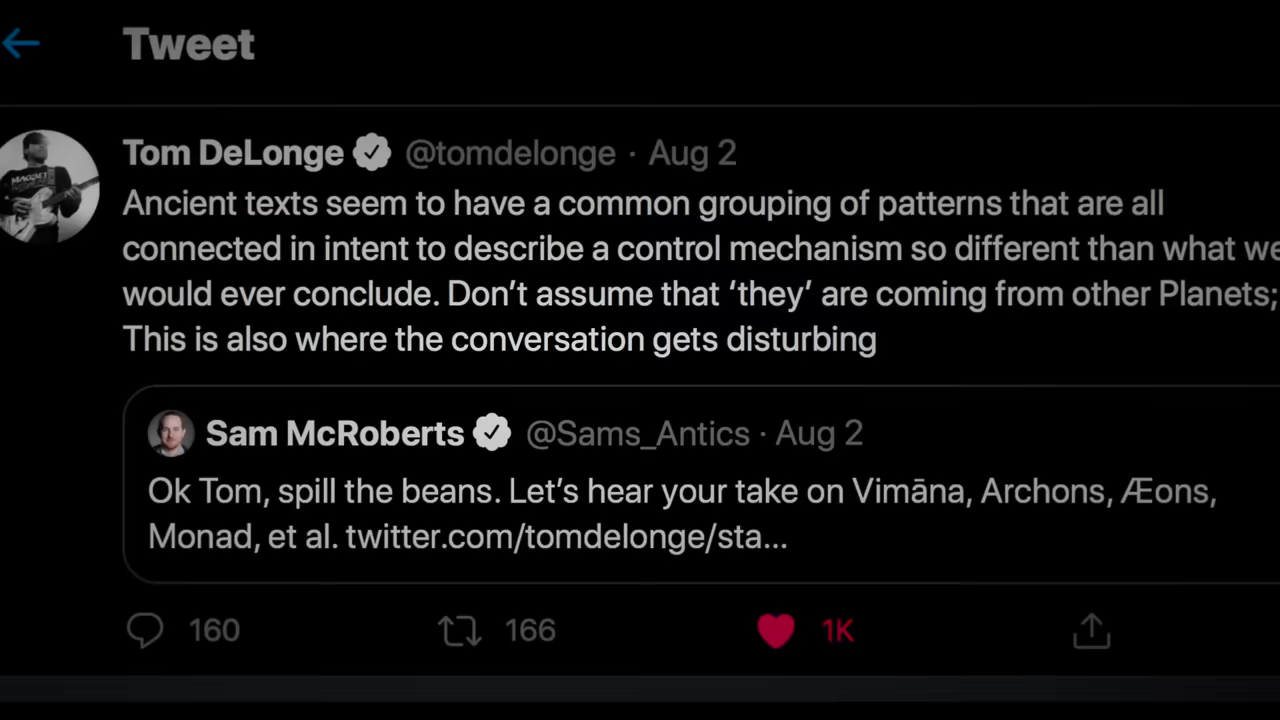 Tweet
Tom DeLonge @tomdelonge · Aug 2
Ancient texts seem to have a common grouping of patterns that are all
connected in intent to describe a control mechanism so different than what we
would ever conclude. Don’t assume that ‘they’ are coming from other Planets;
This is also where the conversation gets disturbing
Sam McRoberts @Sams_Antics · Aug 2
Ok Tom, spill the beans. Let’s hear your take on Vimāna, Archons, Æons,
Monad, et al. twitter.com/tomdelonge/sta...
160 166 1K